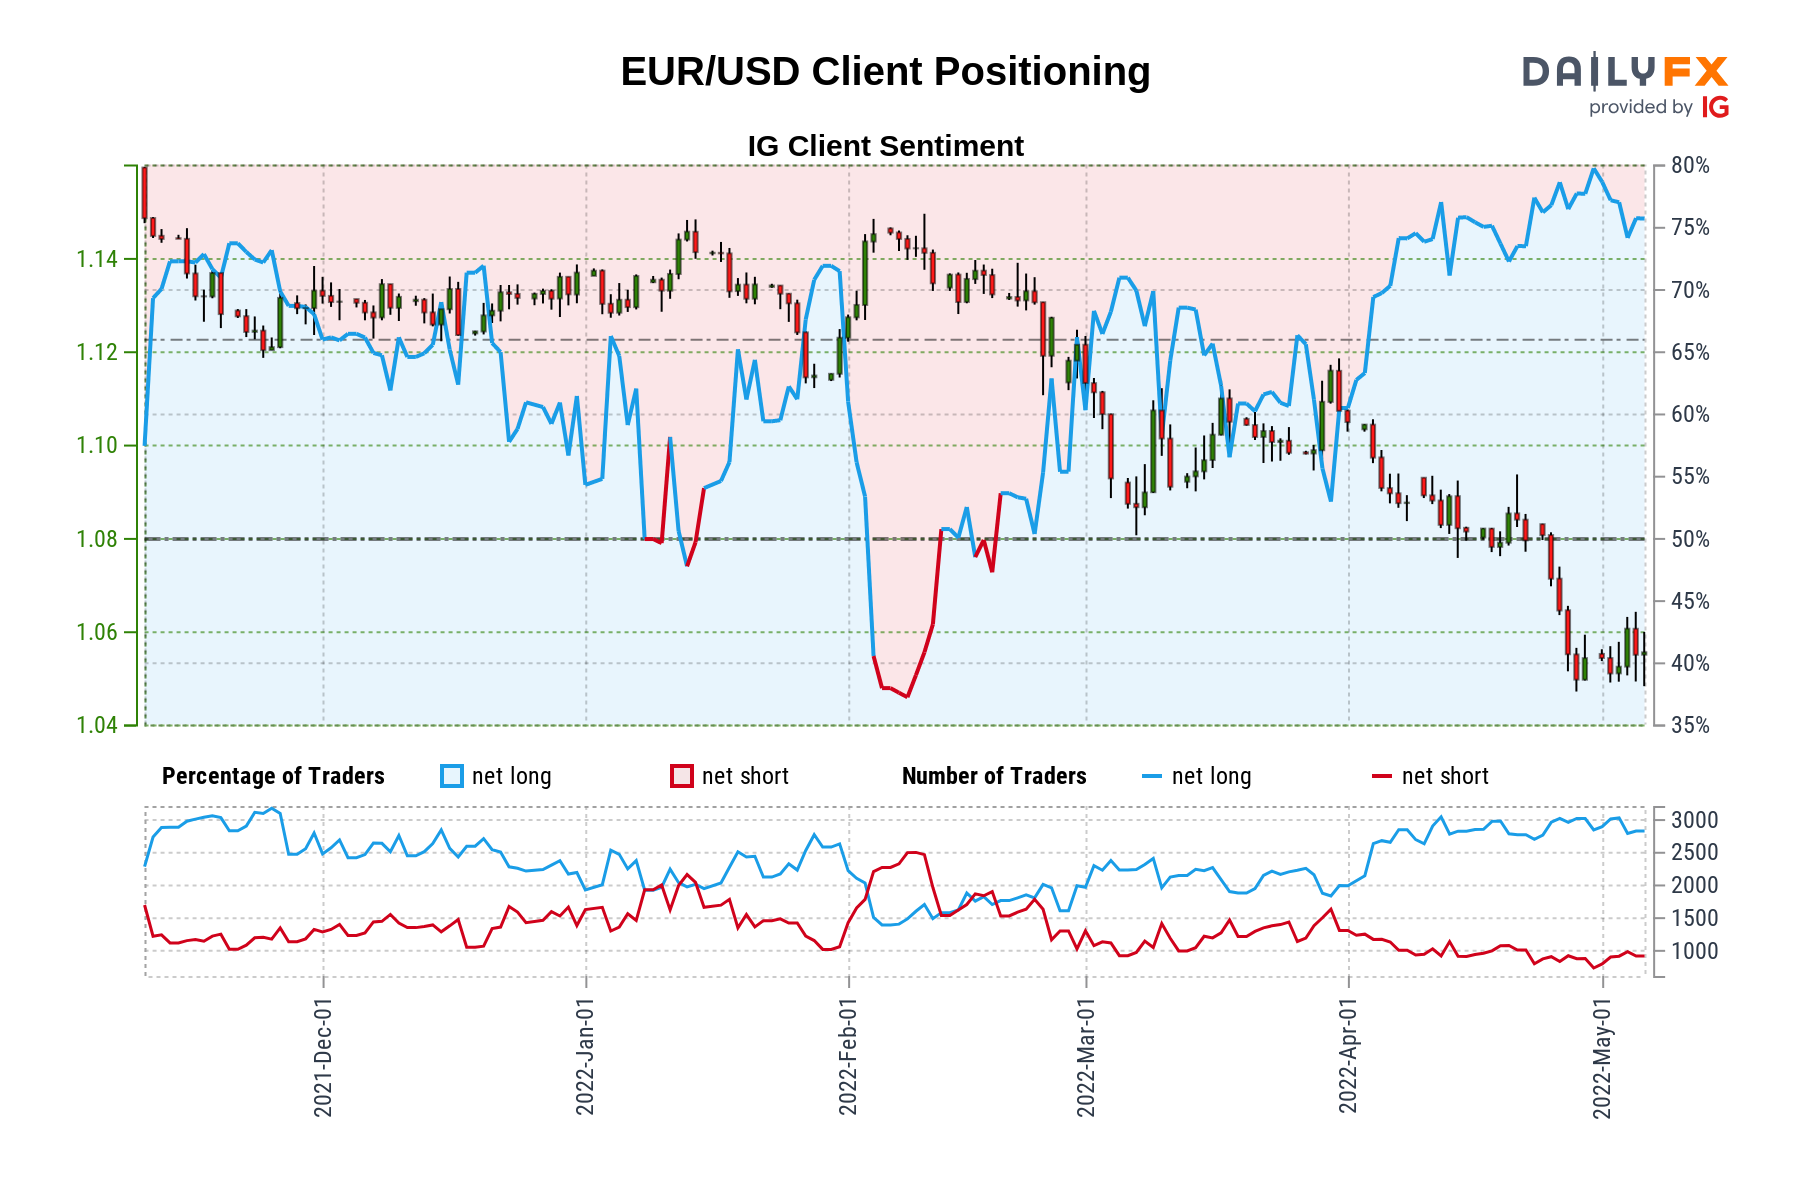 EUR/USD Client Positioning
DAILYFX
provided by IG
IG Client Sentiment
1.14
1.12
1.10
1.08
1.06
1.04
80%
75%
70%
65%
60%
55%
50%
45%
40%
35%
Percentage of Traders net long net short Number of Traders net long net short
3000
2500
2000
1500
1000
2021-Dec-01
2022-Jan-01
2022-Feb-01
2022-Mar-01
2022-Apr-01
2022-May-01